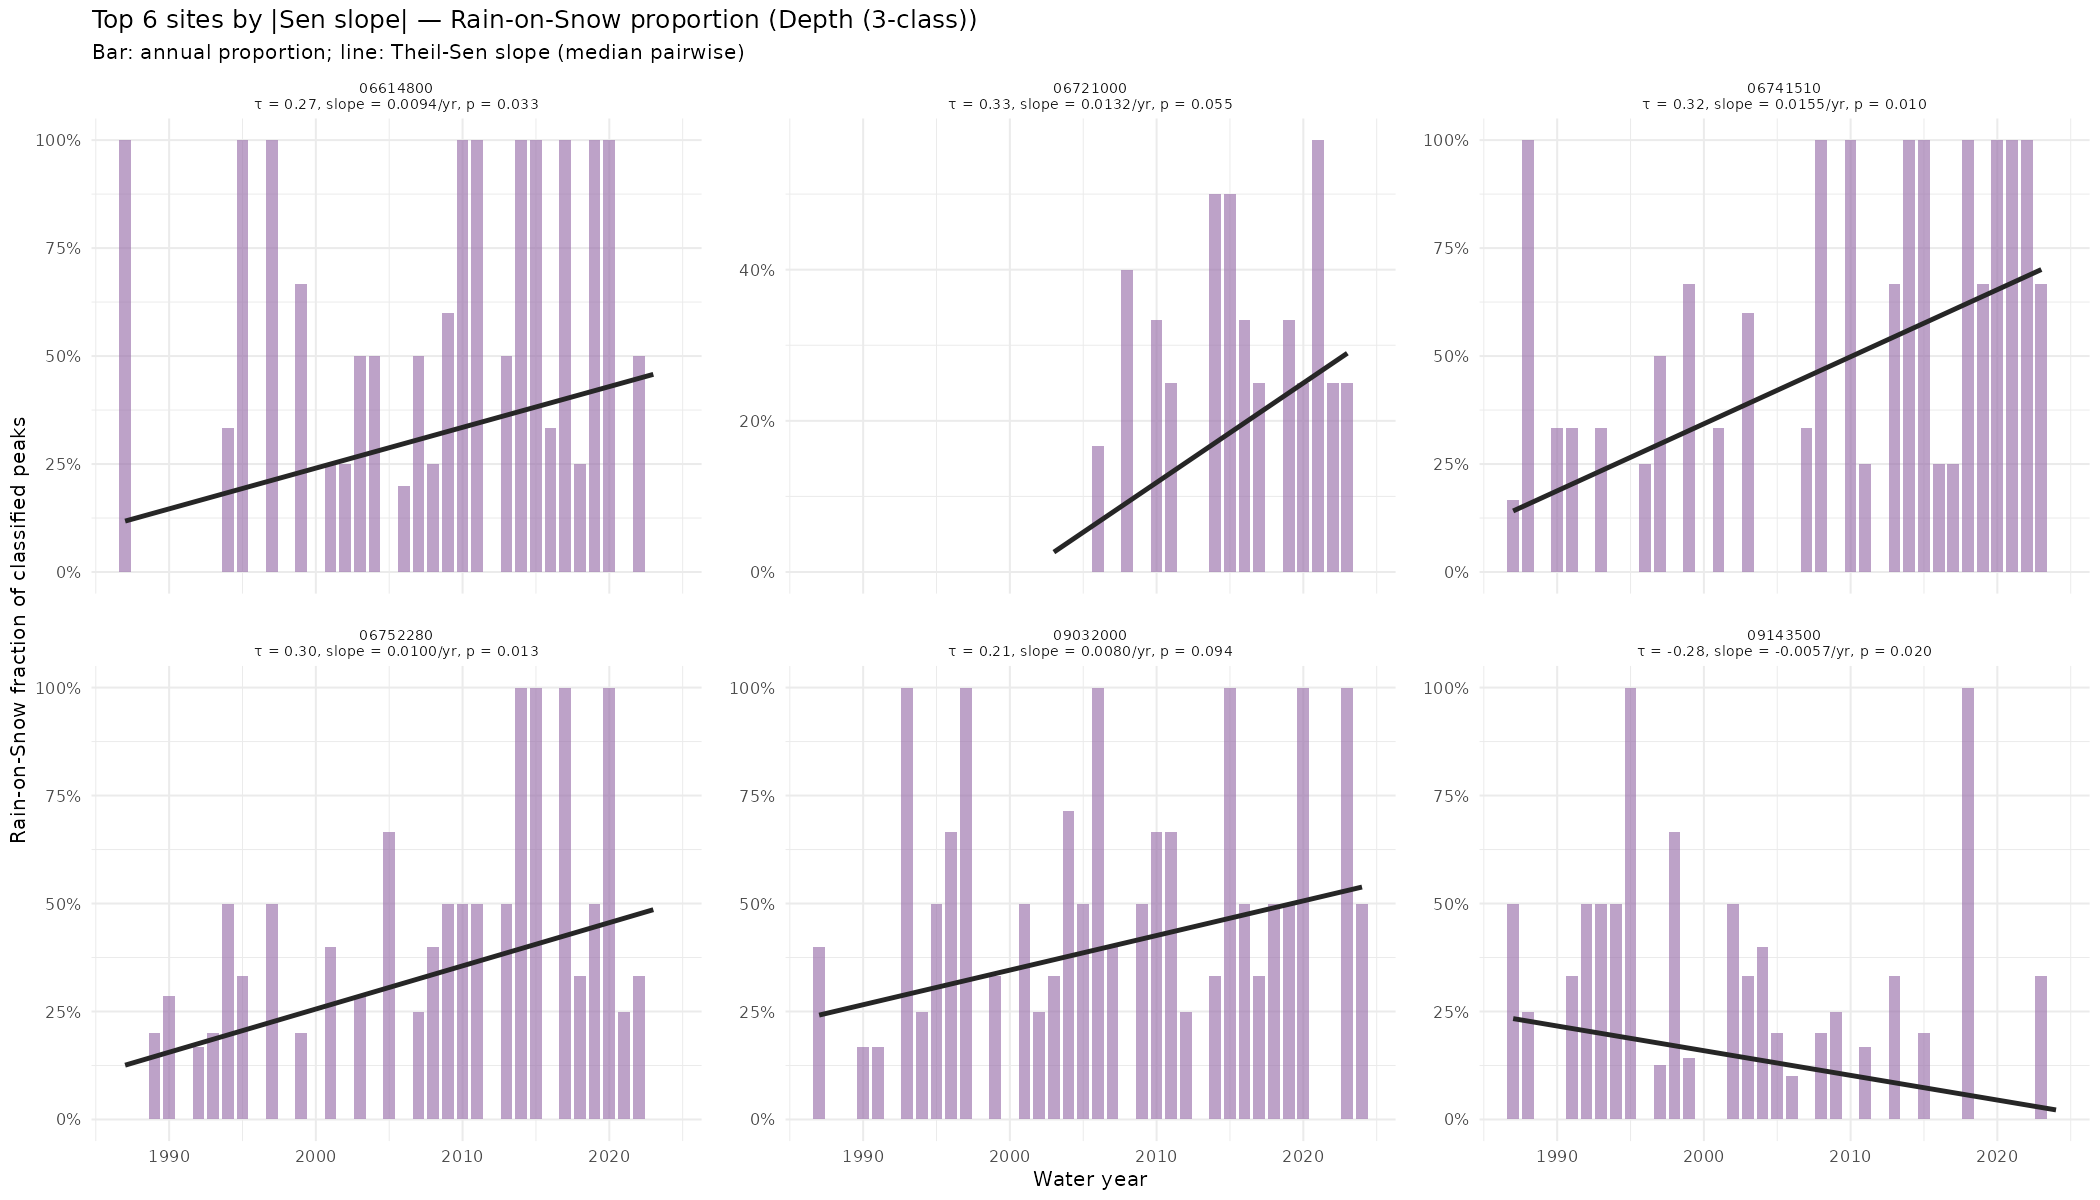 Top 6 sites by |Sen slope| — Rain-on-Snow proportion (Depth (3-class))
Bar: annual proportion; line: Theil-Sen slope (median pairwise)
06614800
τ = 0.27, slope = 0.0094/yr, p = 0.033
06721000
τ = 0.33, slope = 0.0132/yr, p = 0.055
06741510
τ = 0.32, slope = 0.0155/yr, p = 0.010
100%
75%
50%
25%
0%
40%
20%
0%
100%
75%
50%
25%
0%
Rain-on-Snow fraction of classified peaks
06752280
τ = 0.30, slope = 0.0100/yr, p = 0.013
09032000
τ = 0.21, slope = 0.0080/yr, p = 0.094
09143500
τ = -0.28, slope = -0.0057/yr, p = 0.020
100%
75%
50%
25%
0%
100%
75%
50%
25%
0%
100%
75%
50%
25%
0%
1990 2000 2010 2020
1990 2000 2010 2020
1990 2000 2010 2020
Water year